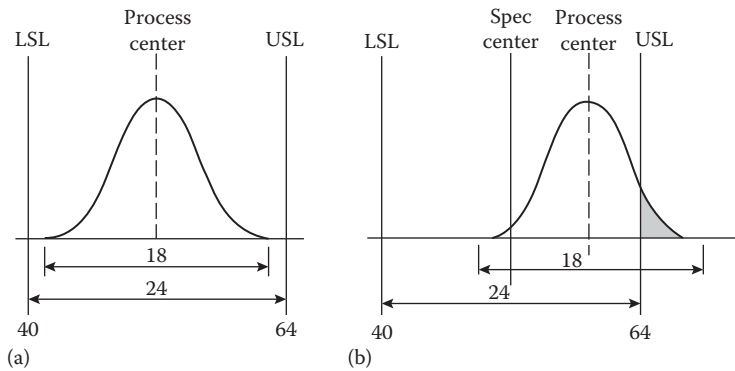 LSL
Process
center
USL
18
24
40
64
(a)
LSL
Spec
center
Process
center
USL
18
24
40
64
(b)